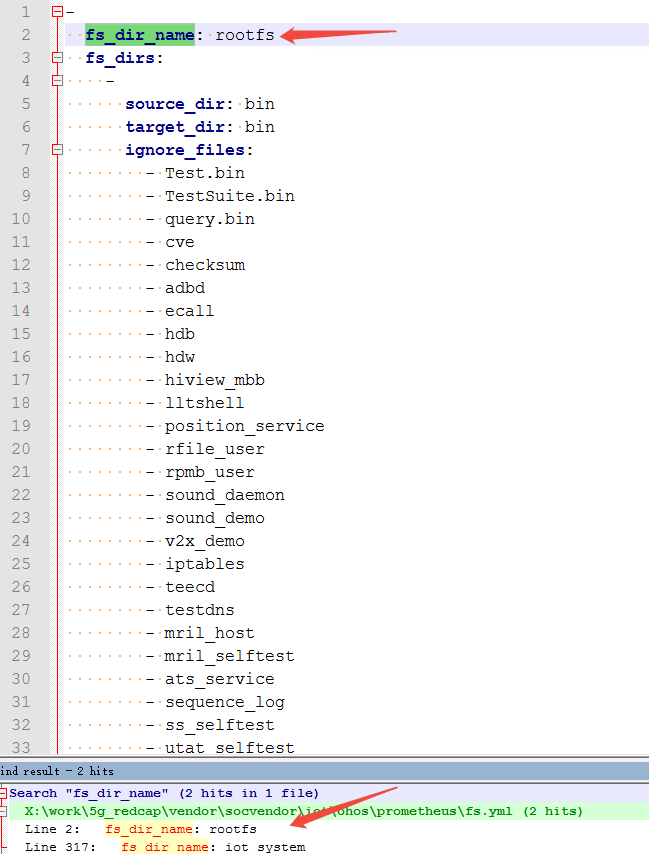 1 -
2 fs_dir_name: rootfs
3 fs_dirs:
4 -
5 source_dir: bin
6 target_dir: bin
7 ignore_files:
8 - Test.bin
9 - TestSuite.bin
10 - query.bin
11 - cve
12 - checksum
13 - adbd
14 - ecall
15 - hdb
16 - hdw
17 - hiview_mbb
18 - lltshell
19 - position_service
20 - rfile_user
21 - rpmb_user
22 - sound_daemon
23 - sound_demo
24 - v2x_demo
25 - iptables
26 - teecd
27 - testdns
28 - mril_host
29 - mril_selftest
30 - ats_service
31 - sequence_log
32 - ss_selftest
33 - utat_selftest
ind result - 2 hits
Search "fs_dir_name" (2 hits in 1 file)
X:\work\5g_redcap\vendor\socvendor\iot\ohos\prometheus\fs.yml (2 hits)
Line 2: fs_dir_name: rootfs
Line 317: fs_dir_name: iot_system